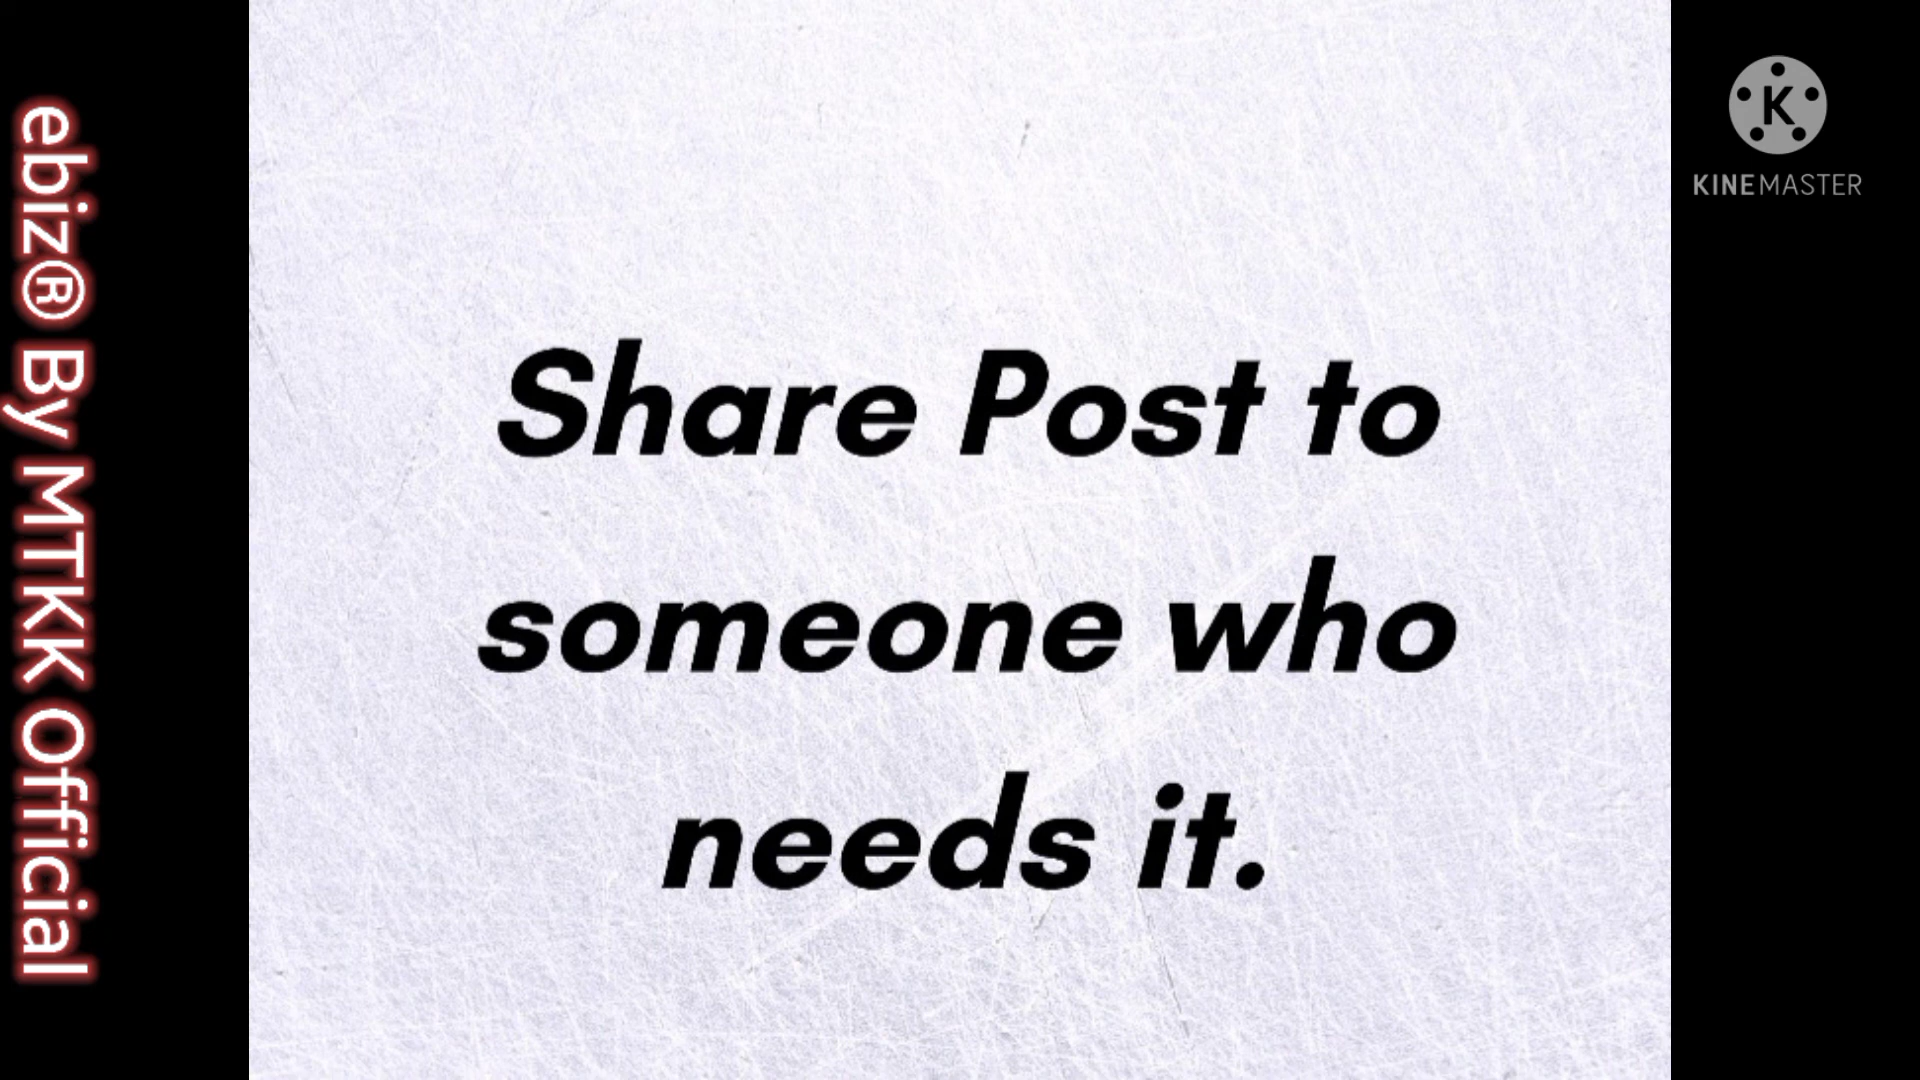 ebiz® By MTKK Official
Share Post to
someone who
needs it.
K
KINEMASTER